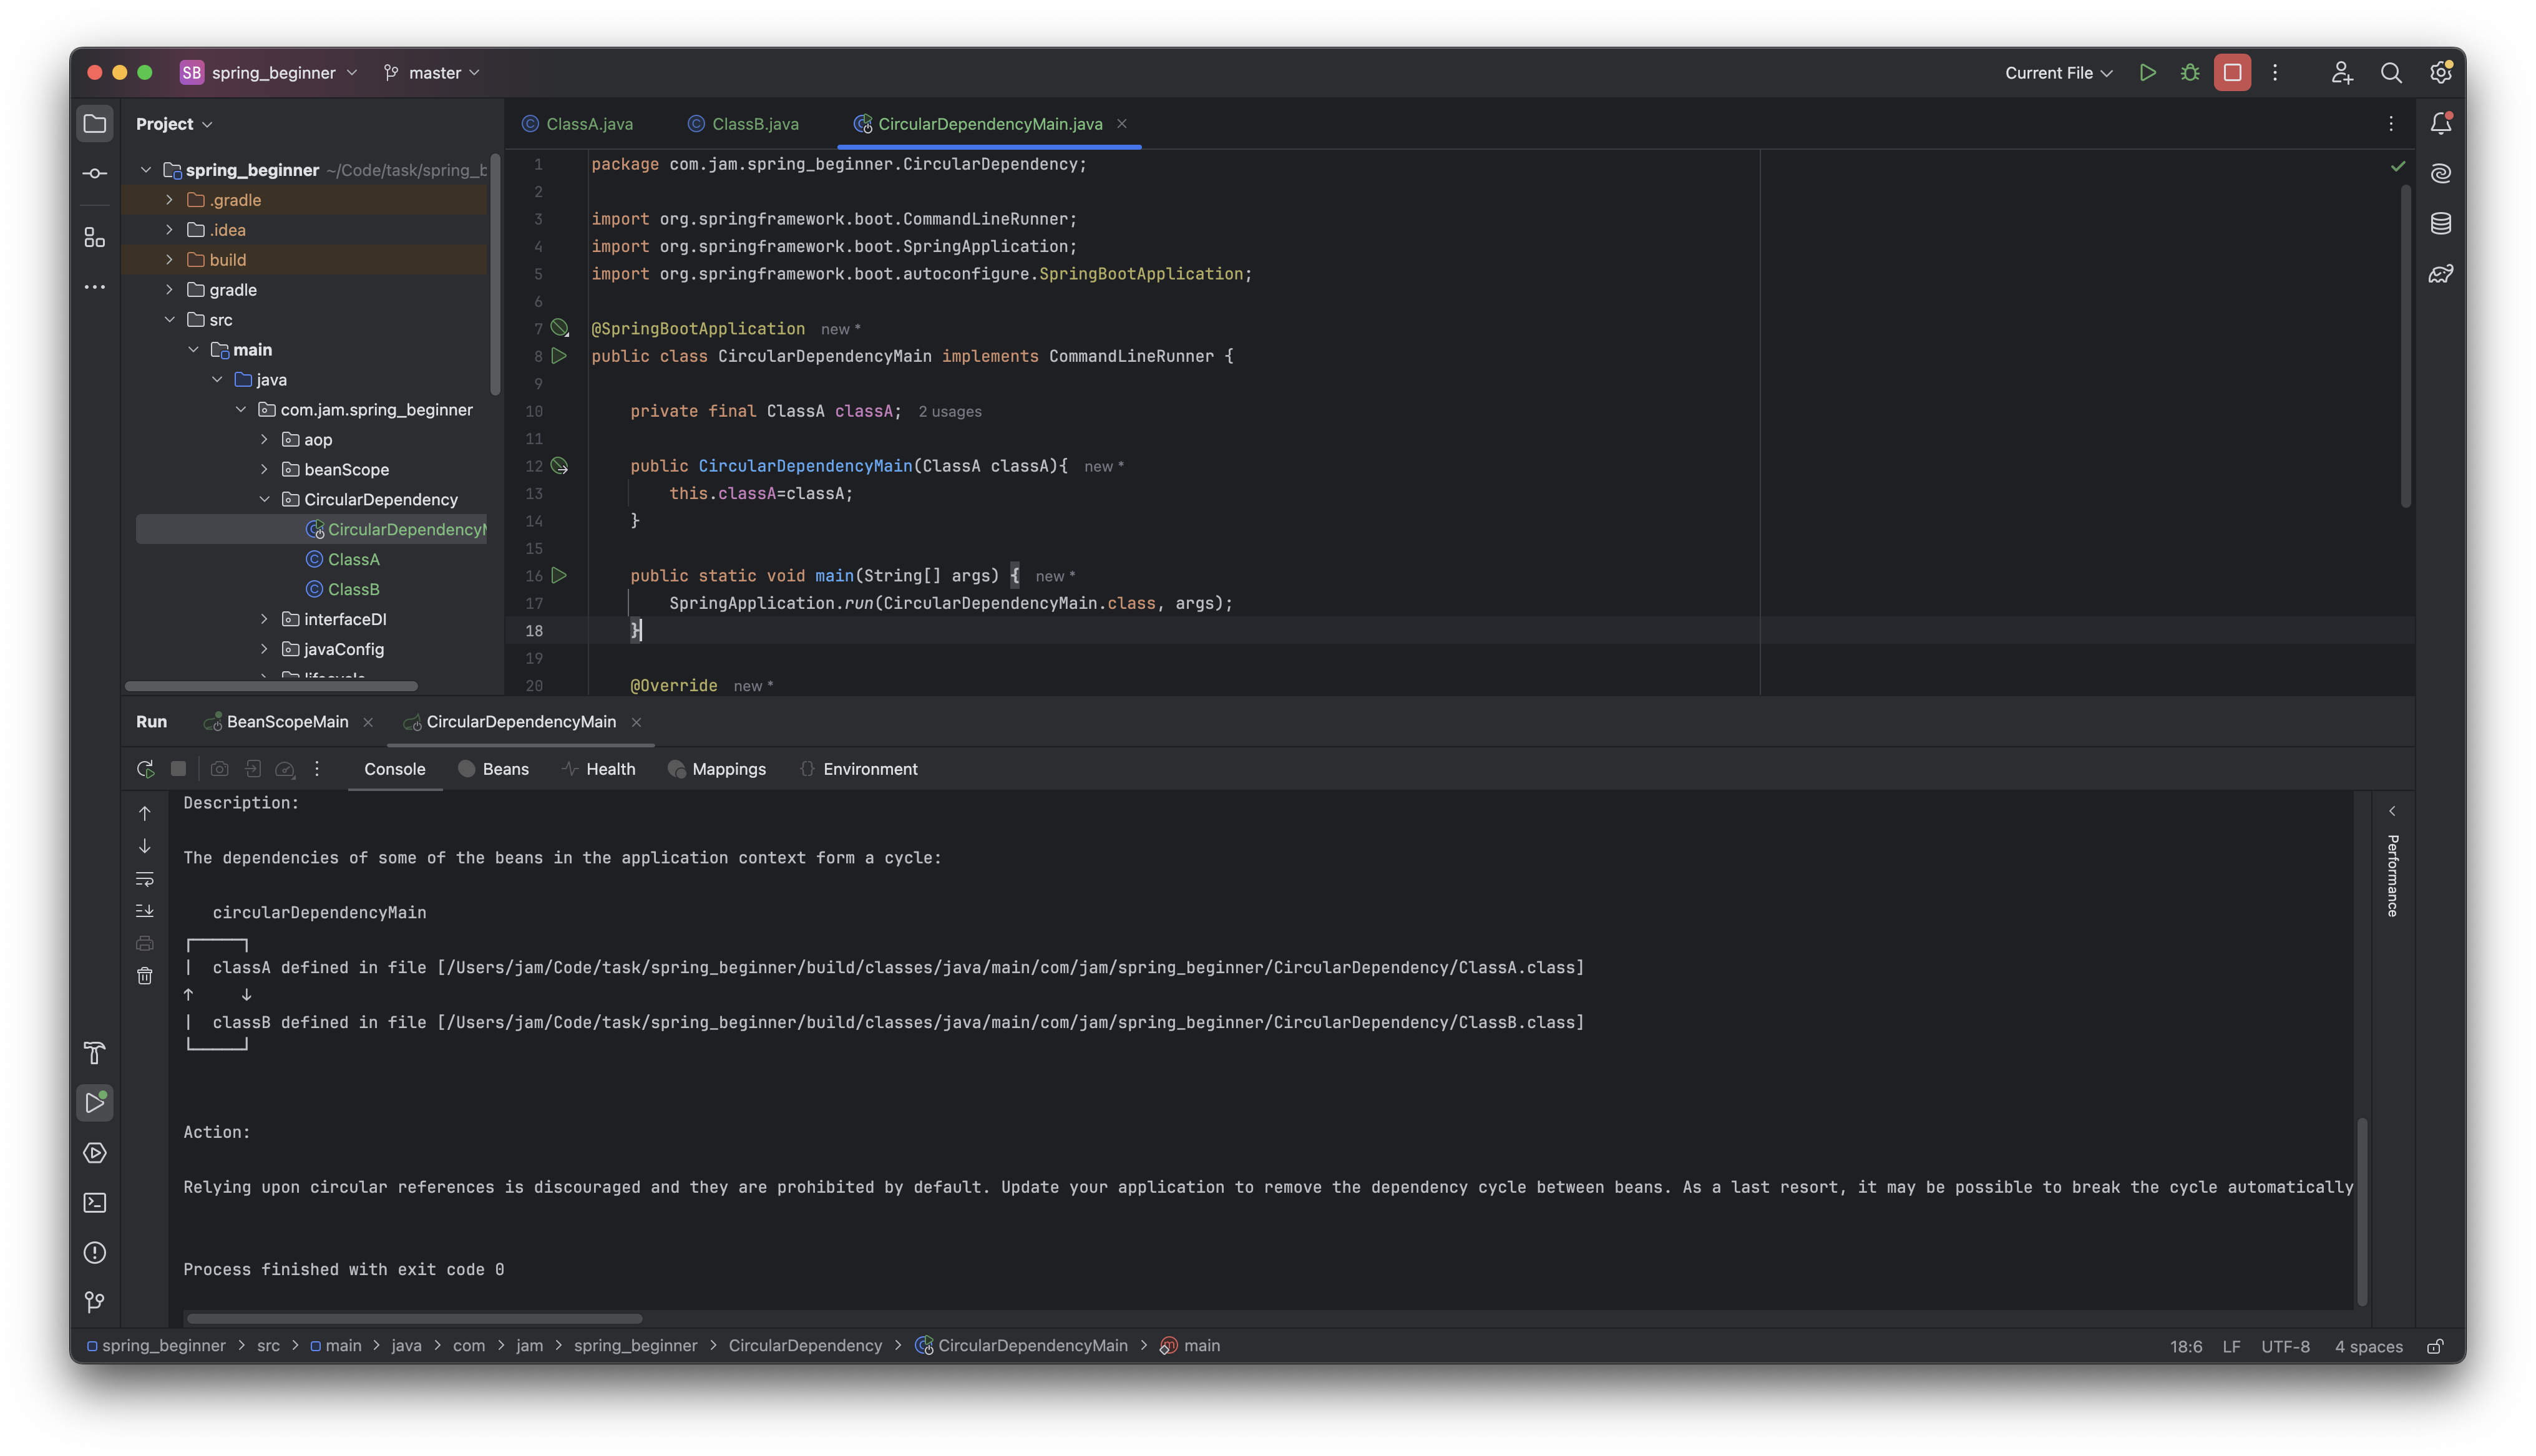 SB spring_beginner master Current File
Project
spring_beginner ~/Code/task/spring_b
.gradle
.idea
build
gradle
src
main
java
com.jam.spring_beginner
aop
beanScope
CircularDependency
CircularDependencyM
ClassA
ClassB
interfaceDI
javaConfig
lifecycle
ClassA.java ClassB.java CircularDependencyMain.java
1 package com.jam.spring_beginner.CircularDependency;
2
3 import org.springframework.boot.CommandLineRunner;
4 import org.springframework.boot.SpringApplication;
5 import org.springframework.boot.autoconfigure.SpringBootApplication;
6
7 @SpringBootApplication new *
8 public class CircularDependencyMain implements CommandLineRunner {
9
10 private final ClassA classA; 2 usages
11
12 public CircularDependencyMain(ClassA classA){ new *
13 this.classA=classA;
14 }
15
16 public static void main(String[] args) { new *
17 SpringApplication.run(CircularDependencyMain.class, args);
18 }
19
20 @Override new *
Run BeanScopeMain CircularDependencyMain
Console Beans Health Mappings Environment
Description:
The dependencies of some of the beans in the application context form a cycle:
circularDependencyMain
┌─────┐
| classA defined in file [/Users/jam/Code/task/spring_beginner/build/classes/java/main/com/jam/spring_beginner/CircularDependency/ClassA.class]
↑ ↓
| classB defined in file [/Users/jam/Code/task/spring_beginner/build/classes/java/main/com/jam/spring_beginner/CircularDependency/ClassB.class]
└─────┘
Action:
Relying upon circular references is discouraged and they are prohibited by default. Update your application to remove the dependency cycle between beans. As a last resort, it may be possible to break the cycle automatically
Process finished with exit code 0
Performance
spring_beginner > src > main > java > com > jam > spring_beginner > CircularDependency > CircularDependencyMain > main 18:6 LF UTF-8 4 spaces